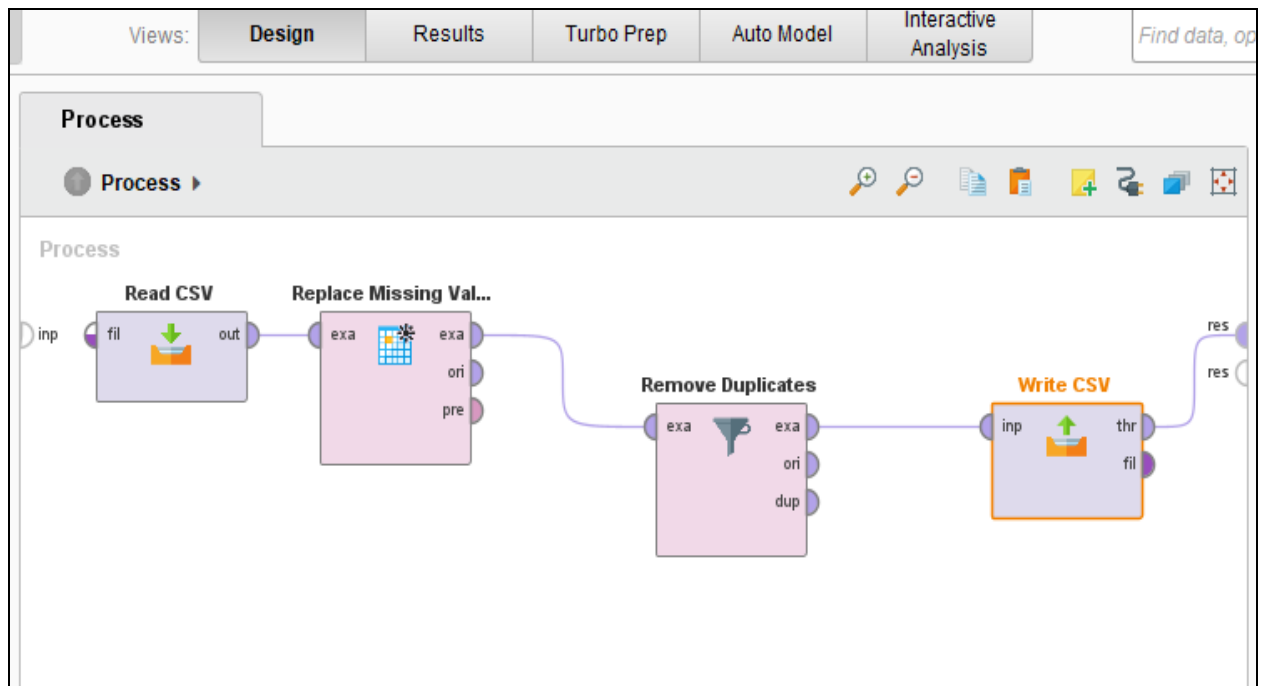 Views:
Design
Results
Turbo Prep
Auto Model
Interactive
Analysis
Find data, op
Process
Process
Process
Read CSV
Replace Missing Val...
inp
fil
out
exa
exa
ori
pre
Remove Duplicates
exa
exa
ori
dup
Write CSV
inp
thr
fil
res
res